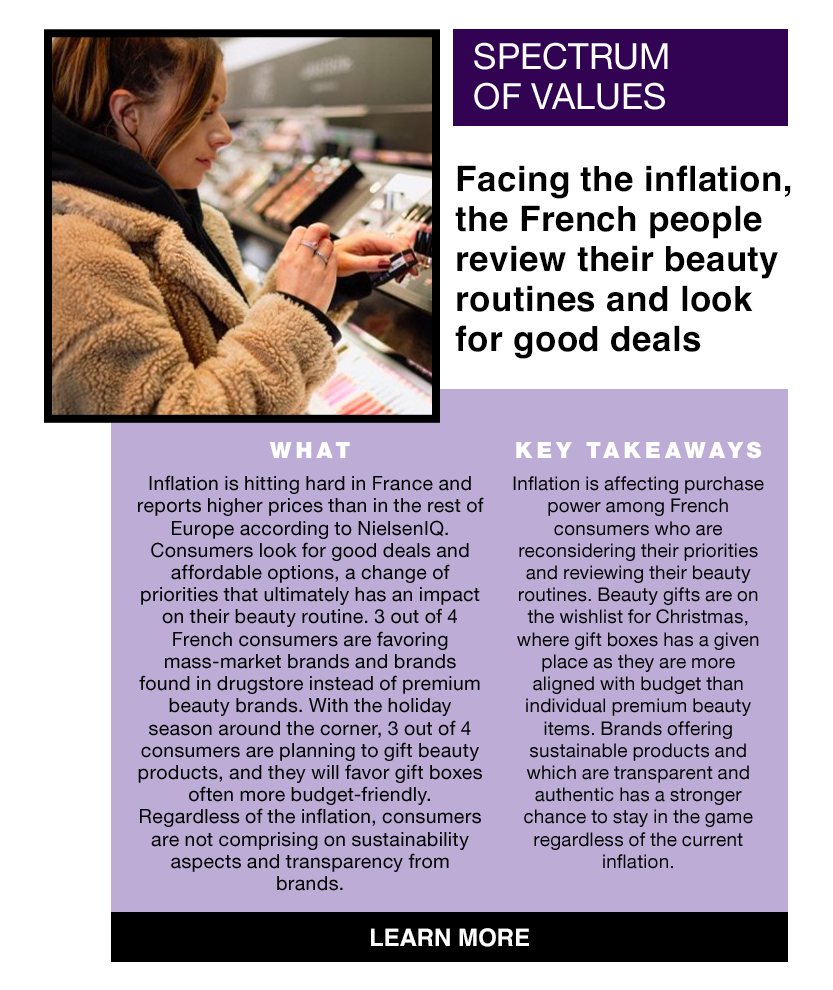 SPECTRUM
OF VALUES
Facing the inflation,
the French people
review their beauty
routines and look
for good deals
WHAT
Inflation is hitting hard in France and
reports higher prices than in the rest of
Europe according to NielsenIQ.
Consumers look for good deals and
affordable options, a change of
priorities that ultimately has an impact
on their beauty routine. 3 out of 4
French consumers are favoring
mass-market brands and brands
found in drugstore instead of premium
beauty brands. With the holiday
season around the corner, 3 out of 4
consumers are planning to gift beauty
products, and they will favor gift boxes
often more budget-friendly.
Regardless of the inflation, consumers
are not comprising on sustainability
aspects and transparency from
brands.
KEY TAKEAWAYS
Inflation is affecting purchase
power among French
consumers who are
reconsidering their priorities
and reviewing their beauty
routines. Beauty gifts are on
the wishlist for Christmas,
where gift boxes has a given
place as they are more
aligned with budget than
individual premium beauty
items. Brands offering
sustainable products and
which are transparent and
authentic has a stronger
chance to stay in the game
regardless of the current
inflation.
LEARN MORE